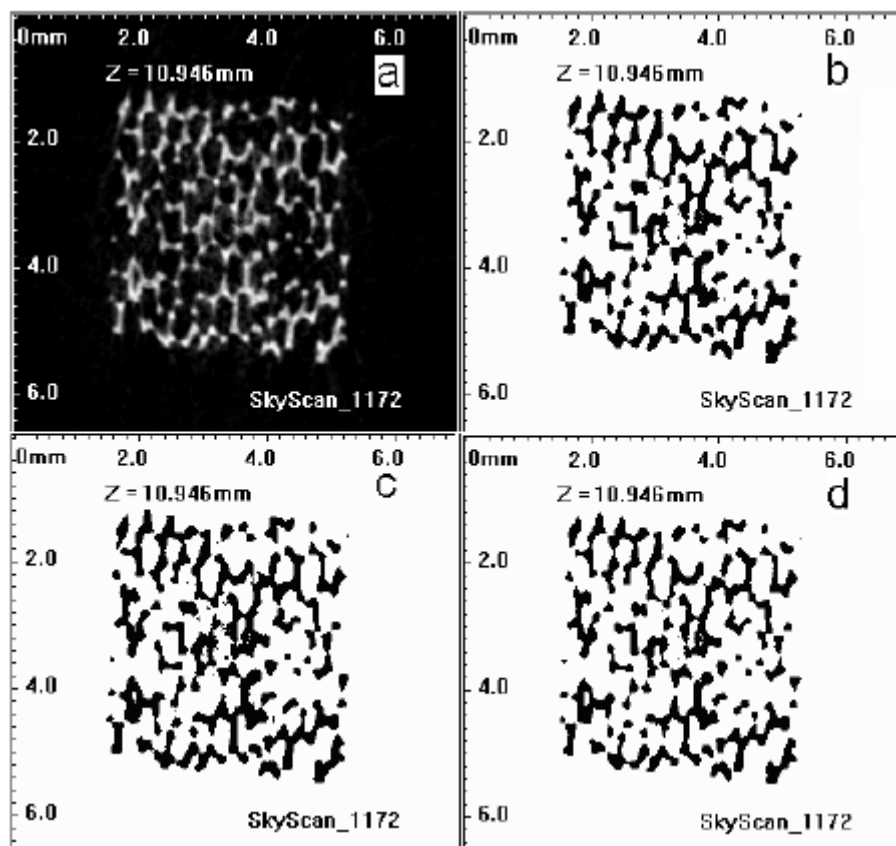 0mm 2.0 4.0 6.0
Z = 10.946mm a
2.0
4.0
6.0
SkyScan_1172
0mm 2.0 4.0 6.0
Z = 10.946mm b
2.0
4.0
6.0
SkyScan_1172
0mm 2.0 4.0 6.0
Z = 10.946mm c
2.0
4.0
6.0
SkyScan_1172
0mm 2.0 4.0 6.0
Z = 10.946mm d
2.0
4.0
6.0
SkyScan_1172